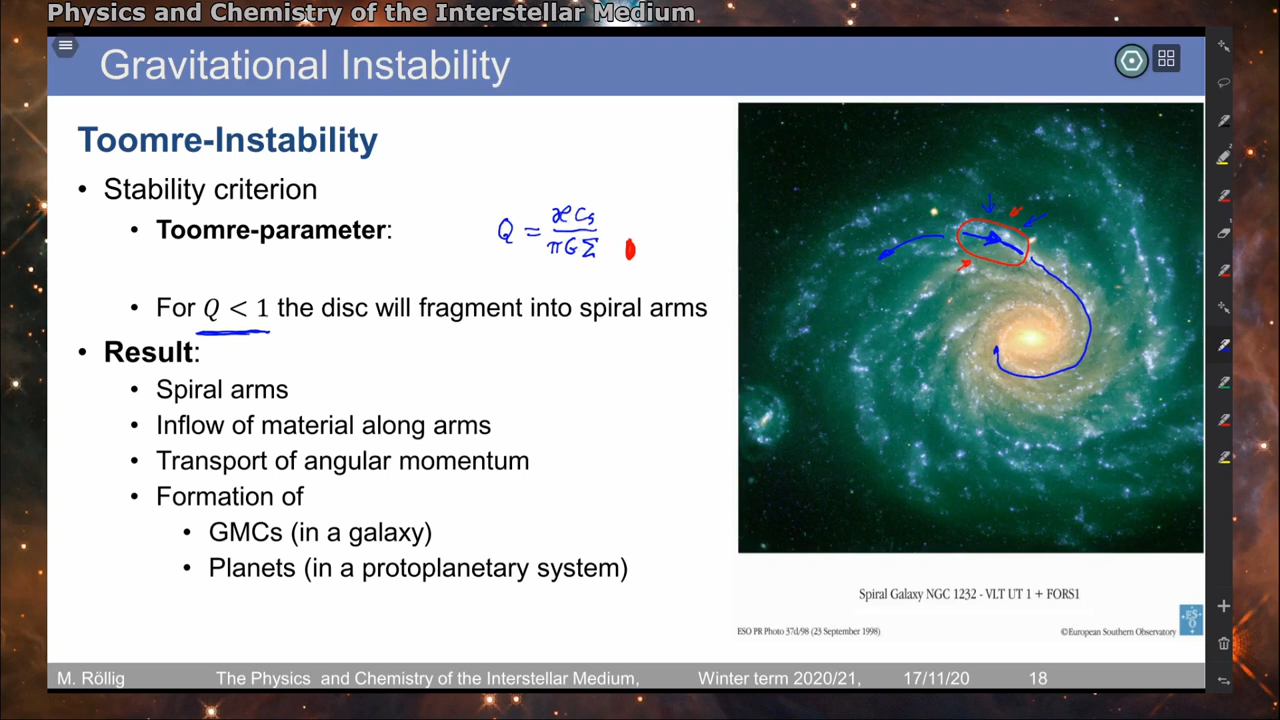 Physics and Chemistry of the Interstellar Medium
Gravitational Instability
Toomre-Instability
• Stability criterion
• Toomre-parameter:
Q = ϰ c_s / π G Σ
• For Q < 1 the disc will fragment into spiral arms
• Result:
• Spiral arms
• Inflow of material along arms
• Transport of angular momentum
• Formation of
• GMCs (in a galaxy)
• Planets (in a protoplanetary system)
Spiral Galaxy NGC 1232 - VLT UT 1 + FORS1
ESO PR Photo 37d/98 (23 September 1998)
©European Southern Observatory
ESO
M. Röllig The Physics and Chemistry of the Interstellar Medium, Winter term 2020/21, 17/11/20 18